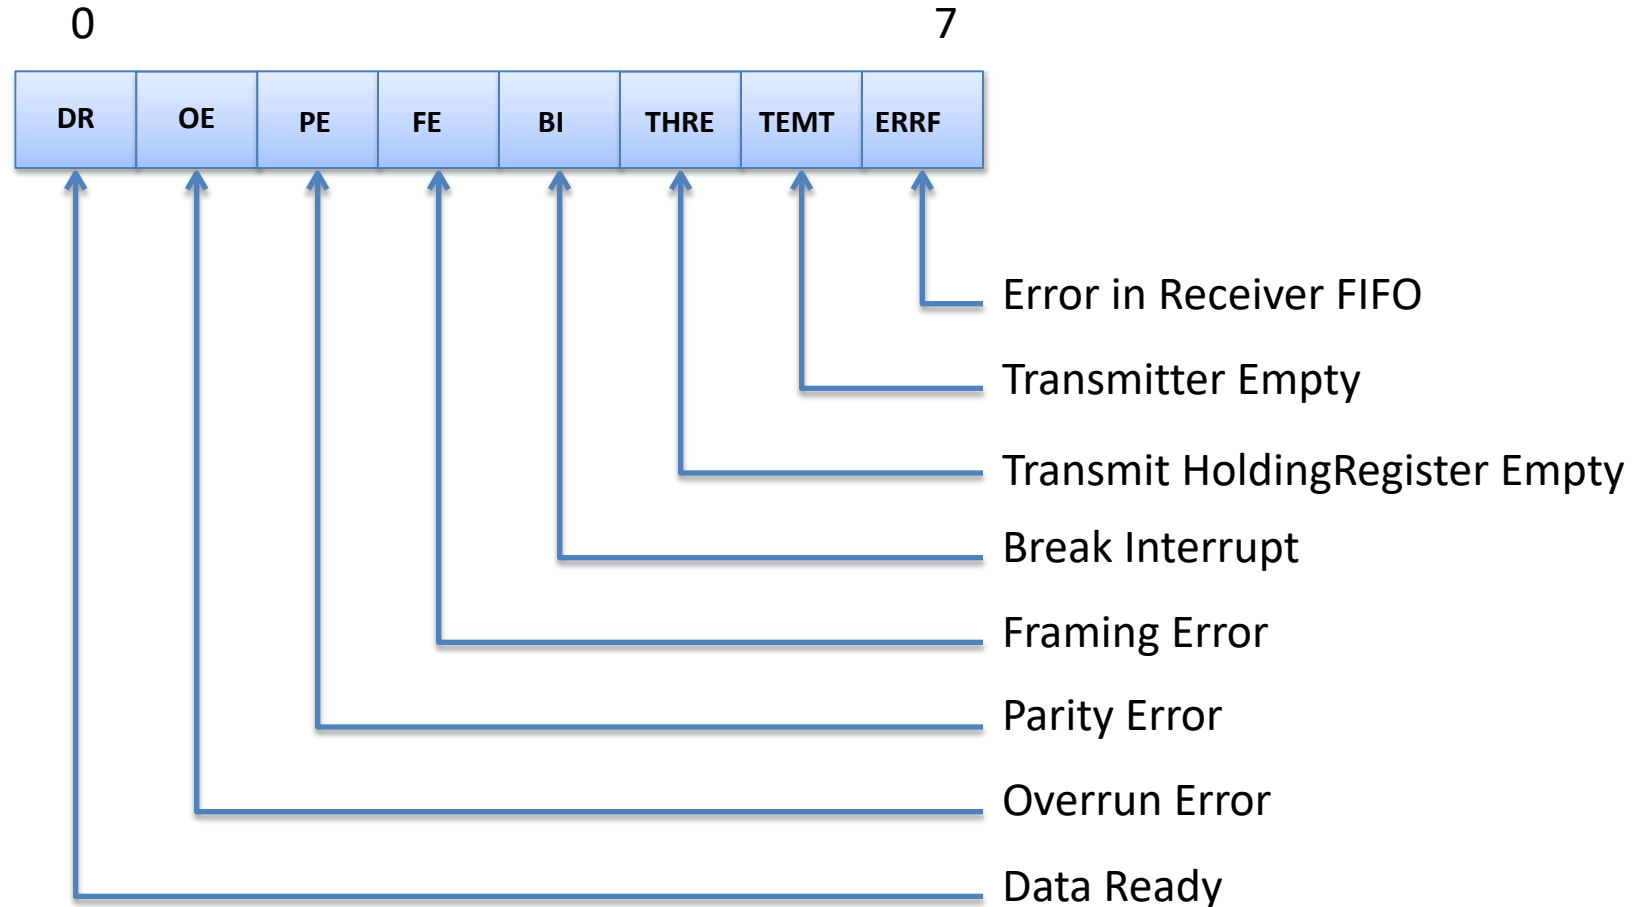 0 7
DR OE PE FE BI THRE TEMT ERRF
Error in Receiver FIFO
Transmitter Empty
Transmit HoldingRegister Empty
Break Interrupt
Framing Error
Parity Error
Overrun Error
Data Ready